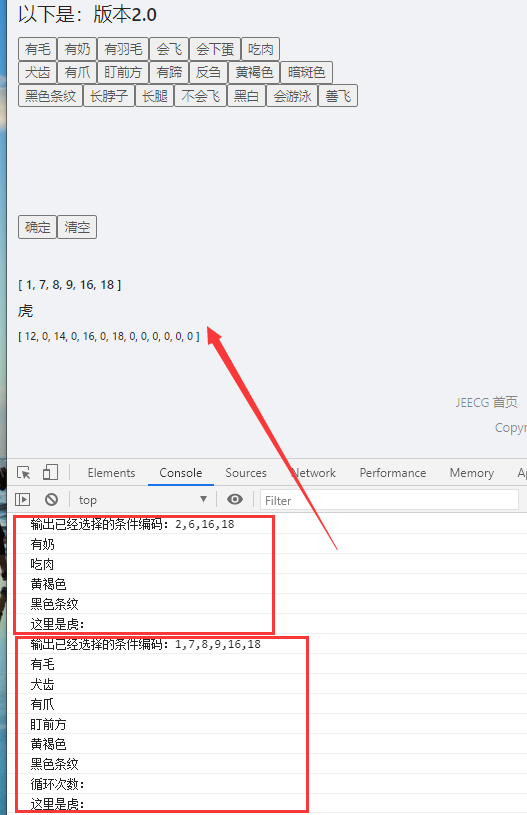 以下是：版本2.0
有毛 有奶 有羽毛 会飞 会下蛋 吃肉
犬齿 有爪 盯前方 有蹄 反刍 黄褐色 暗斑色
黑色条纹 长脖子 长腿 不会飞 黑白 会游泳 善飞
确定 清空
[ 1, 7, 8, 9, 16, 18 ]
虎
[ 12, 0, 14, 0, 16, 0, 18, 0, 0, 0, 0, 0, 0 ]
JEECG 首页
Copyr
Elements Console Sources Network Performance Memory
top Filter
输出已经选择的条件编码：2,6,16,18
有奶
吃肉
黄褐色
黑色条纹
这里是虎：
输出已经选择的条件编码：1,7,8,9,16,18
有毛
犬齿
有爪
盯前方
黄褐色
黑色条纹
循环次数：
这里是虎：